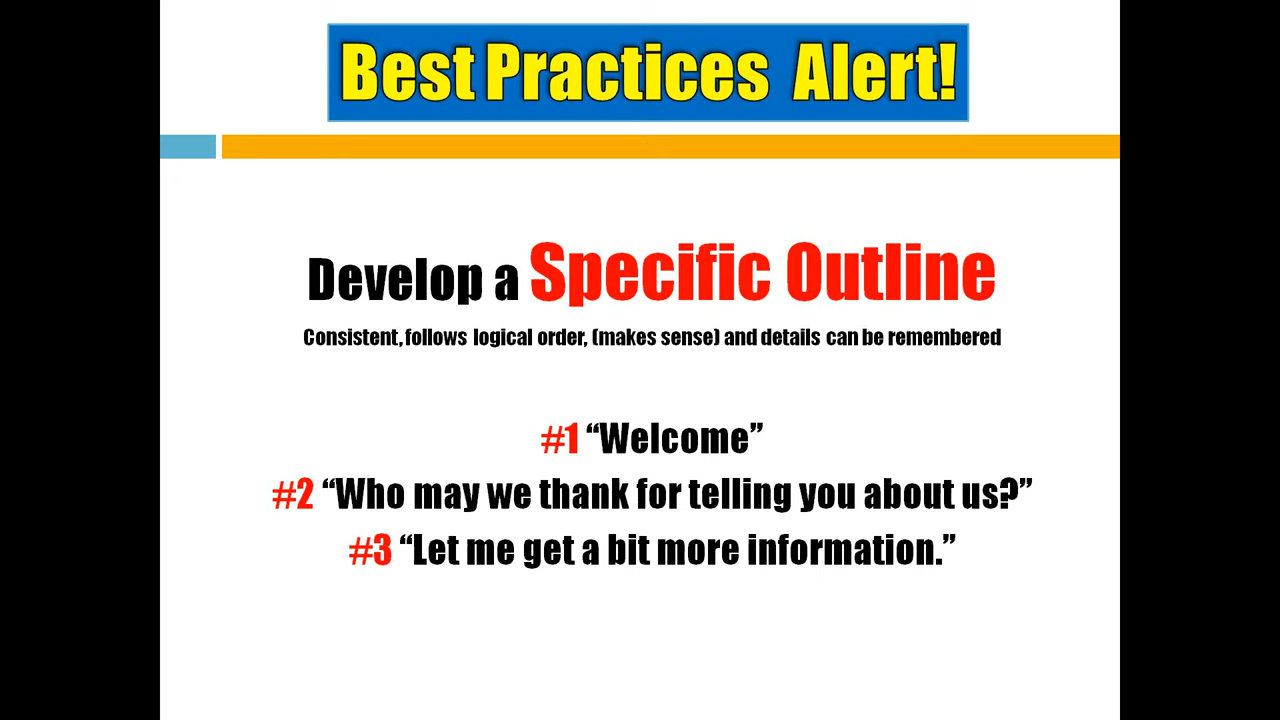 Best Practices Alert!
Develop a Specific Outline
Consistent, follows logical order, (makes sense) and details can be remembered
#1 “Welcome”
#2 “Who may we thank for telling you about us?”
#3 “Let me get a bit more information.”